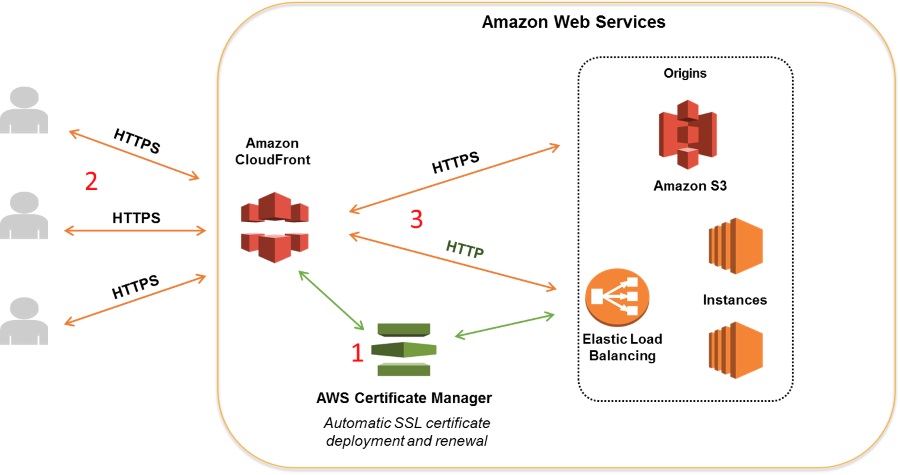 Amazon Web Services
Origins
Amazon S3
Instances
Elastic Load
Balancing
Amazon
CloudFront
HTTPS
HTTPS
HTTPS
2
HTTPS
3
HTTP
1
AWS Certificate Manager
Automatic SSL certificate
deployment and renewal